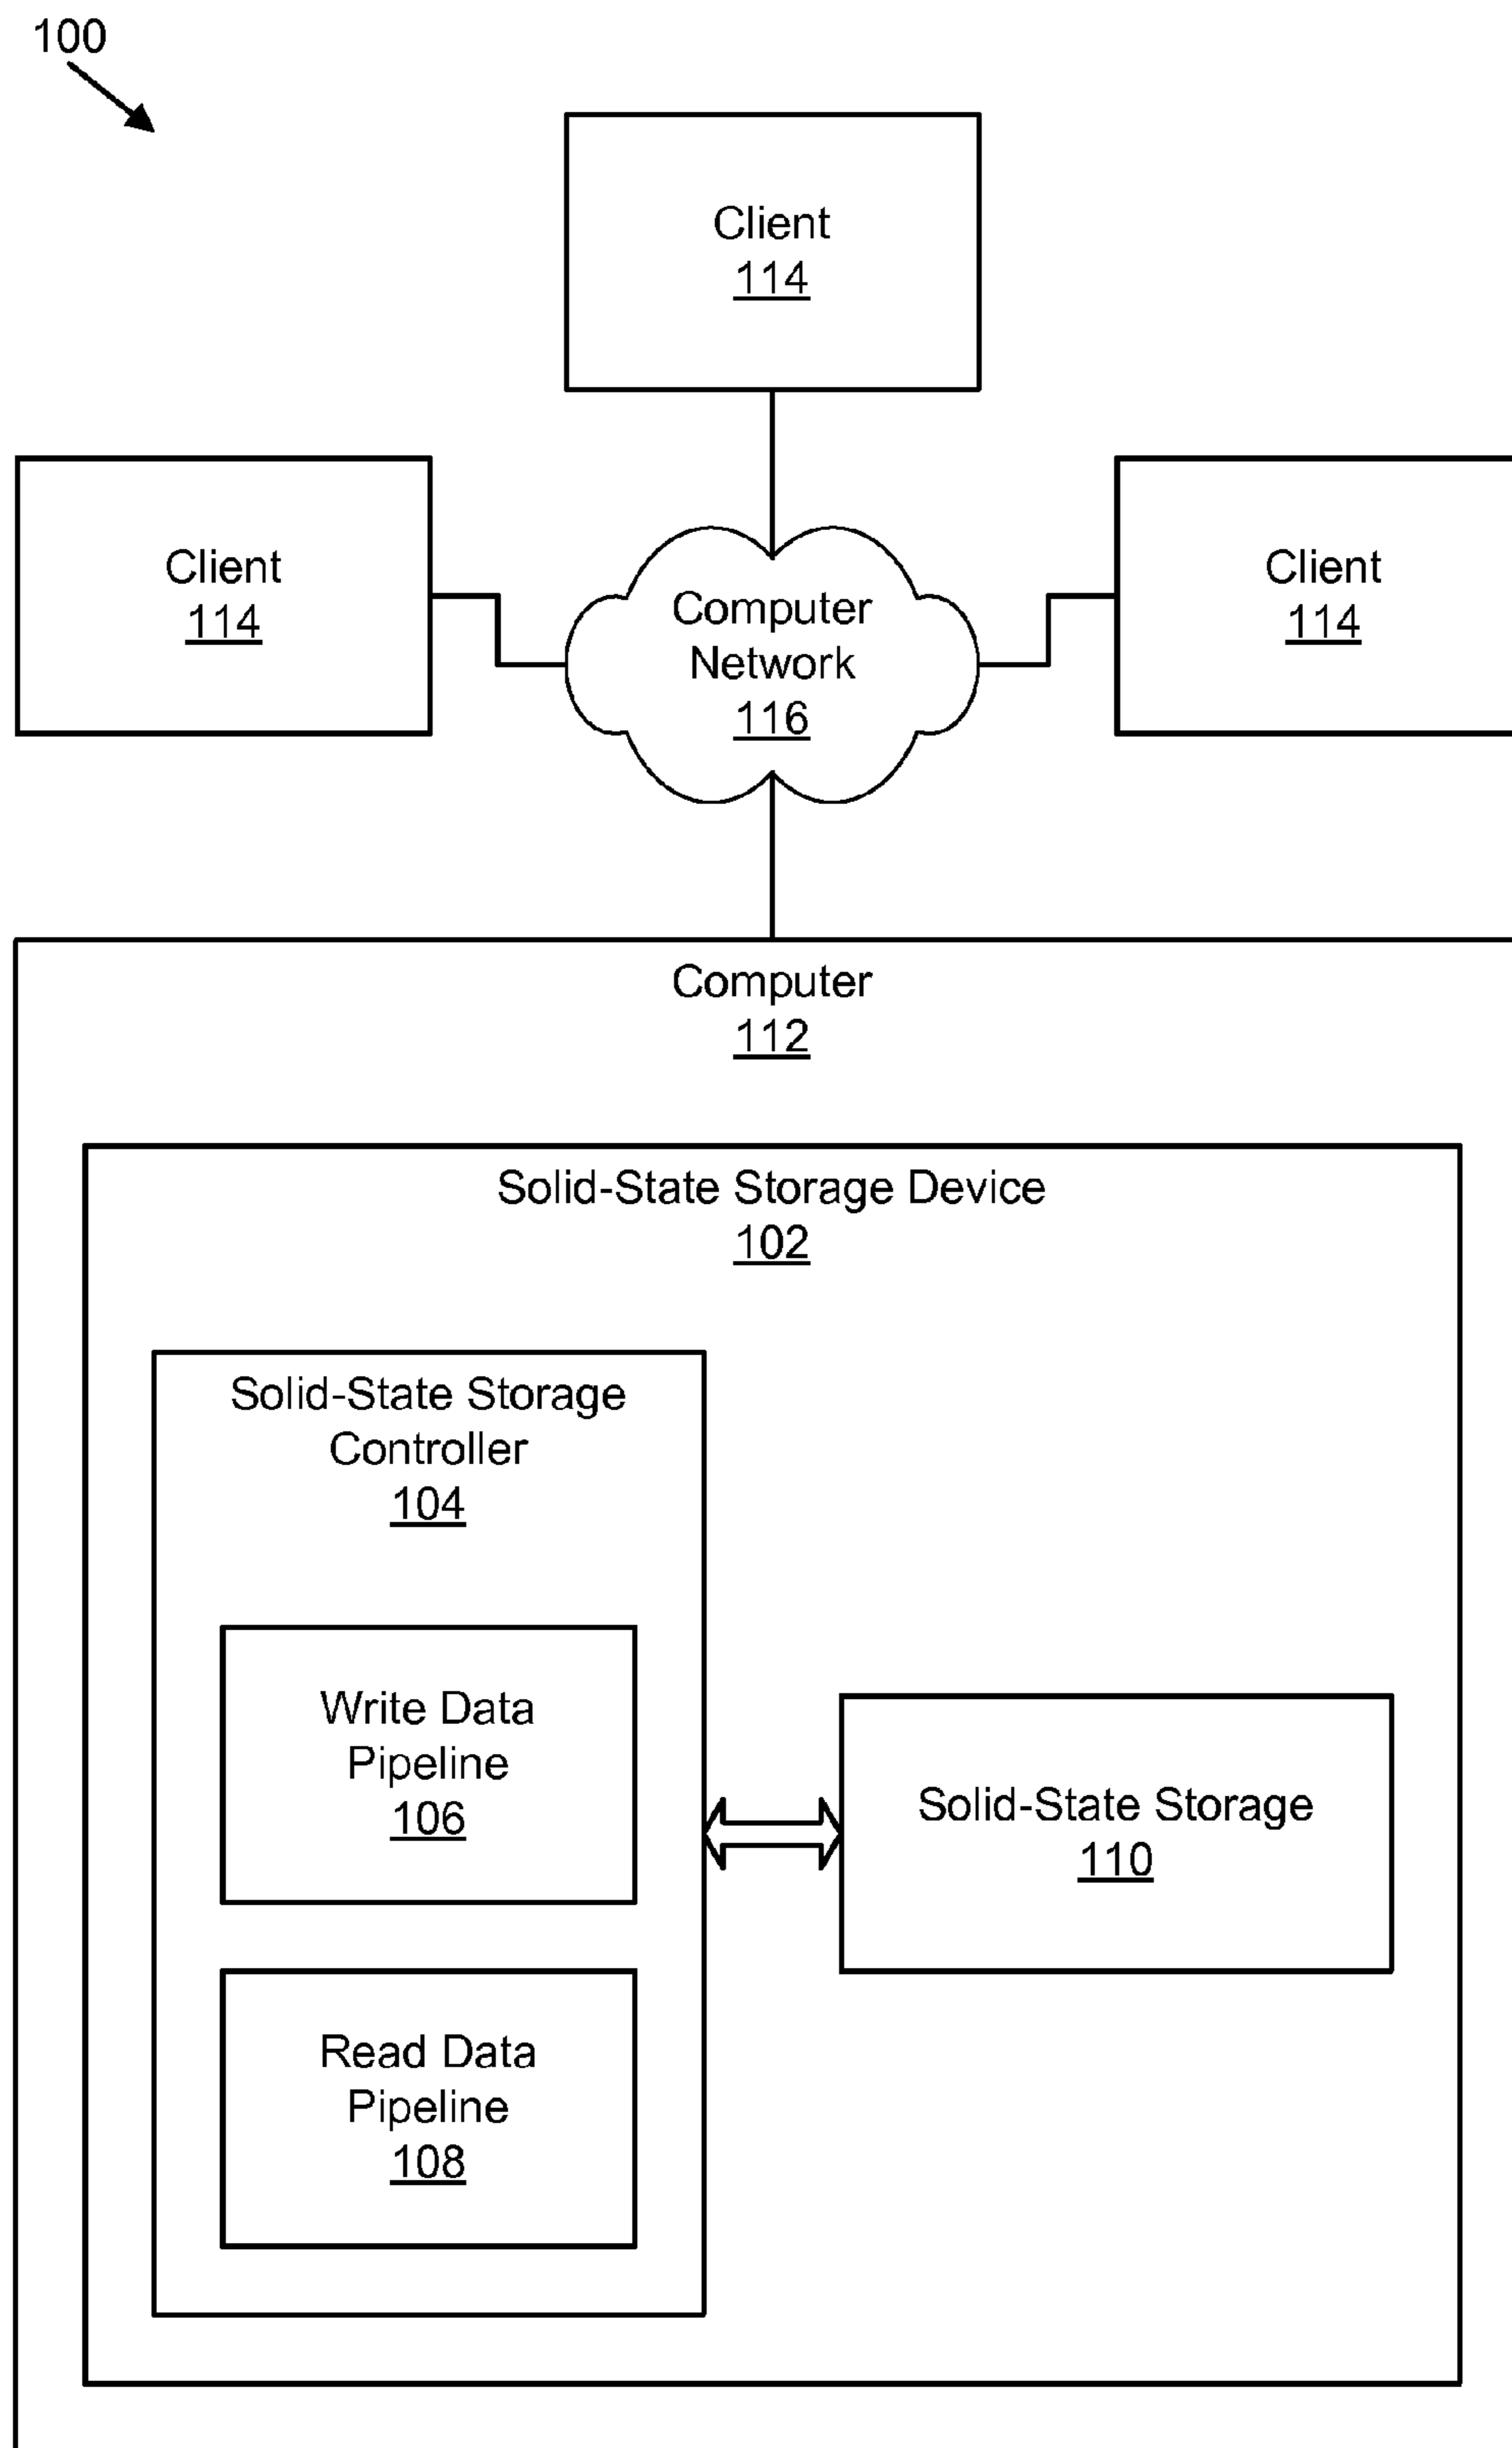 100
Client
114
Client
114
Computer
Network
116
Client
114
Computer
112
Solid-State Storage Device
102
Solid-State Storage
Controller
104
Write Data
Pipeline
106
Solid-State Storage
110
Read Data
Pipeline
108